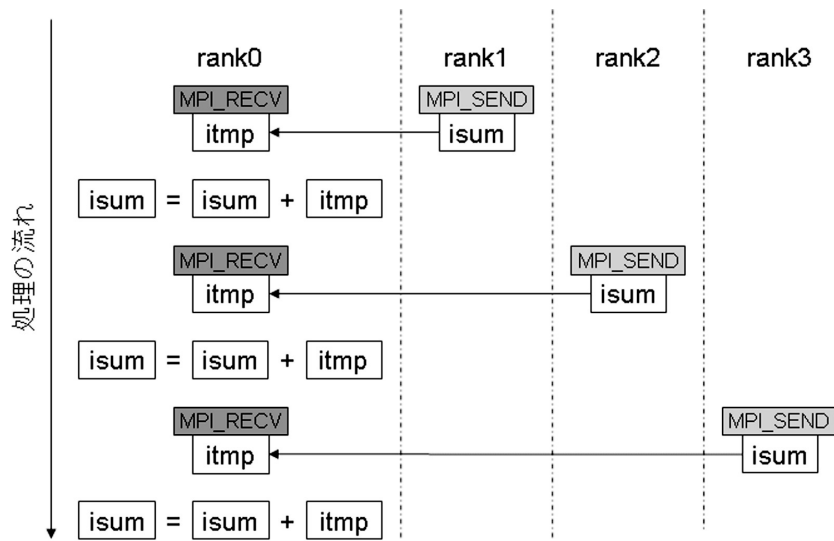 rank0 rank1 rank2 rank3
MPI_RECV MPI_SEND
itmp isum
isum = isum + itmp
MPI_RECV MPI_SEND
itmp isum
isum = isum + itmp
MPI_RECV MPI_SEND
itmp isum
isum = isum + itmp
処理の流れ